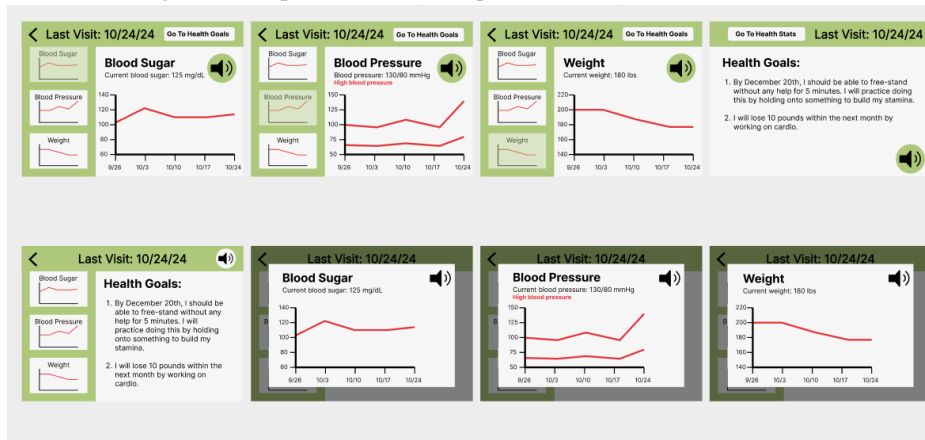 Last Visit: 10/24/24
Go To Health Goals
Blood Sugar
Blood Pressure
Weight
Blood Sugar
Current blood sugar: 125 mg/dL
140
120
100
80
60
9/26 10/3 10/10 10/17 10/24
Last Visit: 10/24/24
Go To Health Goals
Blood Sugar
Blood Pressure
Weight
Blood Pressure
Blood pressure: 130/80 mmHg
High blood pressure
150
125
100
75
50
9/26 10/3 10/10 10/17 10/24
Last Visit: 10/24/24
Go To Health Goals
Blood Sugar
Blood Pressure
Weight
Weight
Current weight: 180 lbs
220
200
180
160
140
9/26 10/3 10/10 10/17 10/24
Go To Health Stats
Last Visit: 10/24/24
Health Goals:
1. By December 20th, I should be able to free-stand
without any help for 5 minutes. I will practice doing
this by holding onto something to build my
stamina.
2. I will lose 10 pounds within the next month by
working on cardio.
Last Visit: 10/24/24
Blood Sugar
Blood Pressure
Weight
Health Goals:
1. By December 20th, I should be
able to free-stand without any
help for 5 minutes. I will
practice doing this by holding
onto something to build my
stamina.
2. I will lose 10 pounds within the
next month by working on
cardio.
Last Visit: 10/24/24
Blood Sugar
Current blood sugar: 125 mg/dL
140
120
100
80
60
9/26 10/3 10/10 10/17 10/24
Last Visit: 10/24/24
Blood Pressure
Current blood pressure: 130/80 mmHg
High blood pressure
150
125
100
75
50
9/26 10/3 10/10 10/17 10/24
Last Visit: 10/24/24
Weight
Current weight: 180 lbs
220
200
180
160
140
9/26 10/3 10/10 10/17 10/24